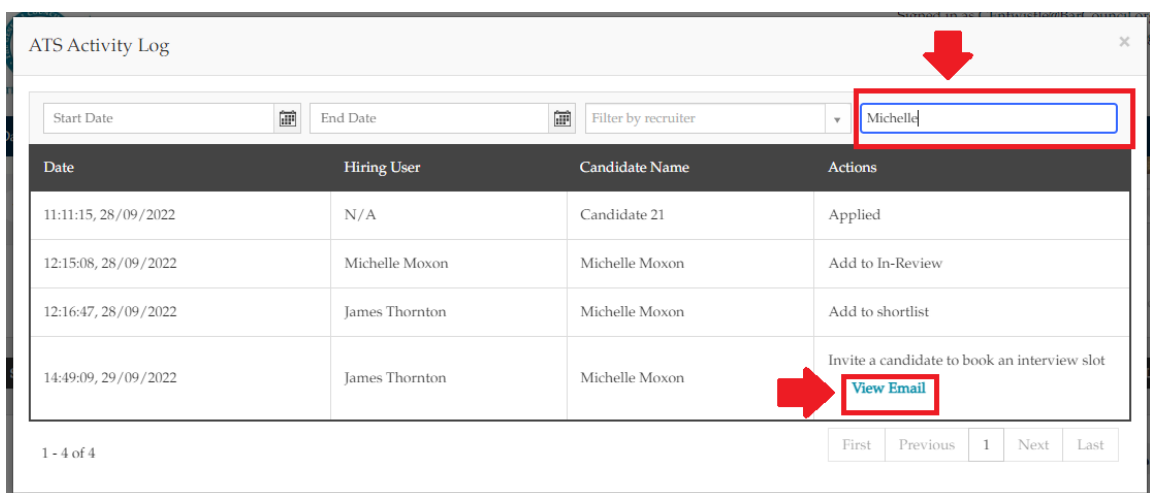 ATS Activity Log
×
Start Date End Date Filter by recruiter Michelle
Date Hiring User Candidate Name Actions
11:11:15, 28/09/2022 N/A Candidate 21 Applied
12:15:08, 28/09/2022 Michelle Moxon Michelle Moxon Add to In-Review
12:16:47, 28/09/2022 James Thornton Michelle Moxon Add to shortlist
14:49:09, 29/09/2022 James Thornton Michelle Moxon Invite a candidate to book an interview slot
View Email
1 - 4 of 4 First Previous 1 Next Last